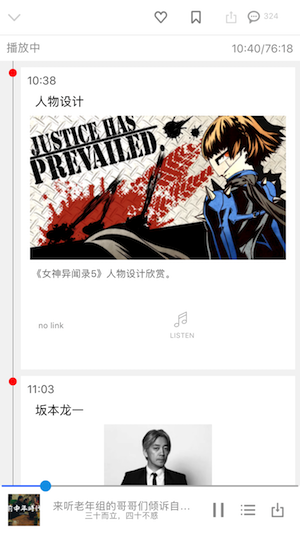 324
播放中
10:40/76:18
10:38
人物设计
JUSTICE HAS
PREVAILED.
《女神异闻录5》人物设计欣赏。
no link
LISTEN
11:03
坂本龙一
来听老年组的哥哥们倾诉自...
三十而立，四十不惑